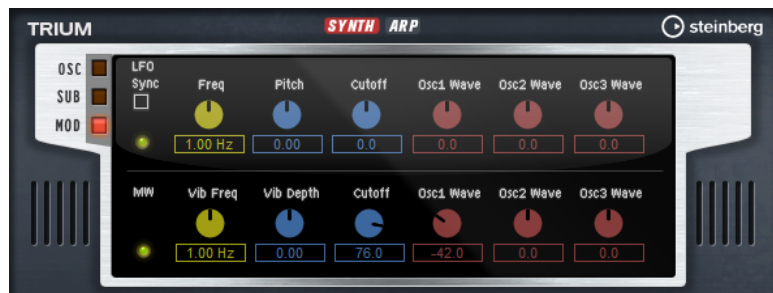 TRIUM SYNTH ARP steinberg
OSC
SUB
MOD
LFO
Sync Freq Pitch Cutoff Osc1 Wave Osc2 Wave Osc3 Wave
1.00 Hz 0.00 0.0 0.0 0.0 0.0
MW Vib Freq Vib Depth Cutoff Osc1 Wave Osc2 Wave Osc3 Wave
1.00 Hz 0.00 76.0 -42.0 0.0 0.0